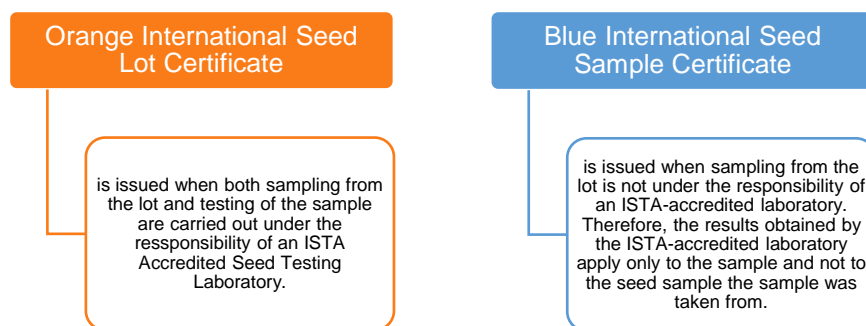 Orange International Seed
Lot Certificate
is issued when both sampling from
the lot and testing of the sample
are carried out under the
ressponsibility of an ISTA
Accredited Seed Testing
Laboratory.
Blue International Seed
Sample Certificate
is issued when sampling from the
lot is not under the responsibility of
an ISTA-accredited laboratory.
Therefore, the results obtained by
the ISTA-accredited laboratory
apply only to the sample and not to
the seed sample the sample was
taken from.